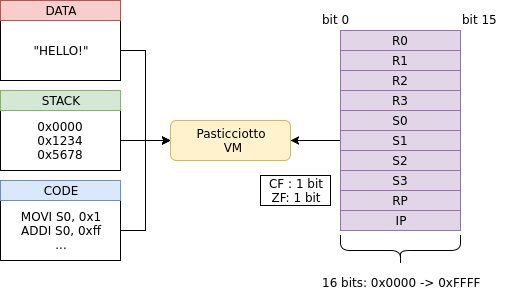 DATA
"HELLO!"
STACK
0x0000
0x1234
0x5678
CODE
MOVI S0, 0x1
ADDI S0, 0xff
...
Pasticciotto
VM
bit 0
bit 15
R0
R1
R2
R3
S0
S1
S2
S3
RP
IP
CF : 1 bit
ZF: 1 bit
16 bits: 0x0000 -> 0xFFFF